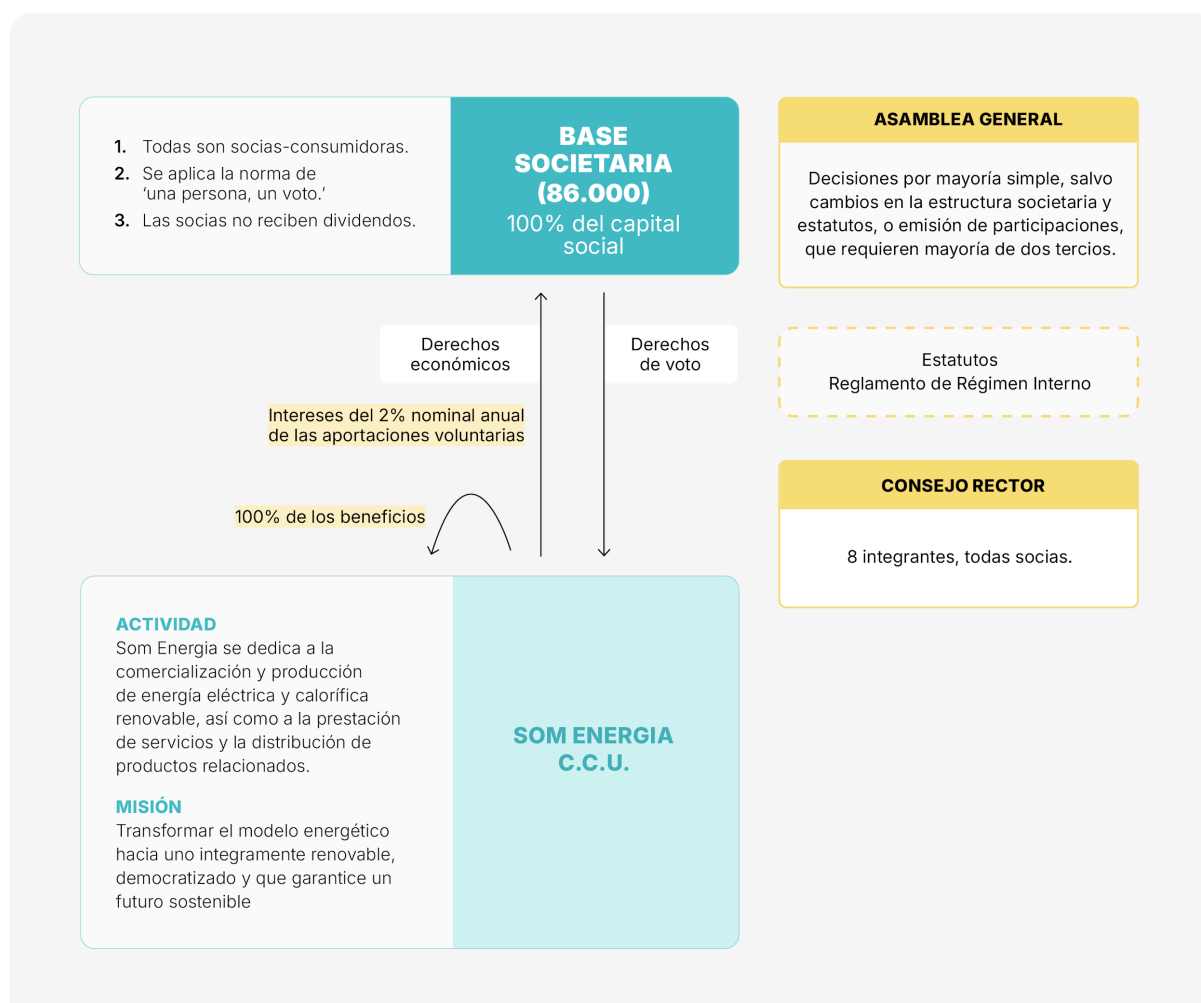 1. Todas son socias-consumidoras.
2. Se aplica la norma de
‘una persona, un voto.’
3. Las socias no reciben dividendos.
BASE
SOCIETARIA
(86.000)
100% del capital
social
ASAMBLEA GENERAL
Decisiones por mayoría simple, salvo
cambios en la estructura societaria y
estatutos, o emisión de participaciones,
que requieren mayoría de dos tercios.
Derechos
económicos
Derechos
de voto
Estatutos
Reglamento de Régimen Interno
Intereses del 2% nominal anual
de las aportaciones voluntarias
100% de los beneficios
CONSEJO RECTOR
8 integrantes, todas socias.
ACTIVIDAD
Som Energia se dedica a la
comercialización y producción
de energía eléctrica y calorífica
renovable, así como a la prestación
de servicios y la distribución de
productos relacionados.
MISIÓN
Transformar el modelo energético
hacia uno integramente renovable,
democratizado y que garantice un
futuro sostenible
SOM ENERGIA
C.C.U.